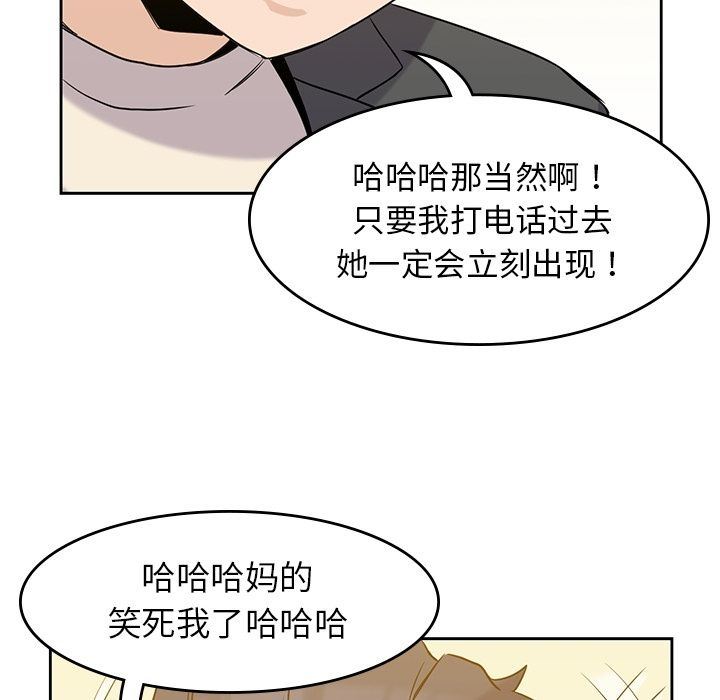 哈哈哈那当然啊！
只要我打电话过去
她一定会立刻出现！
哈哈哈妈的
笑死我了哈哈哈